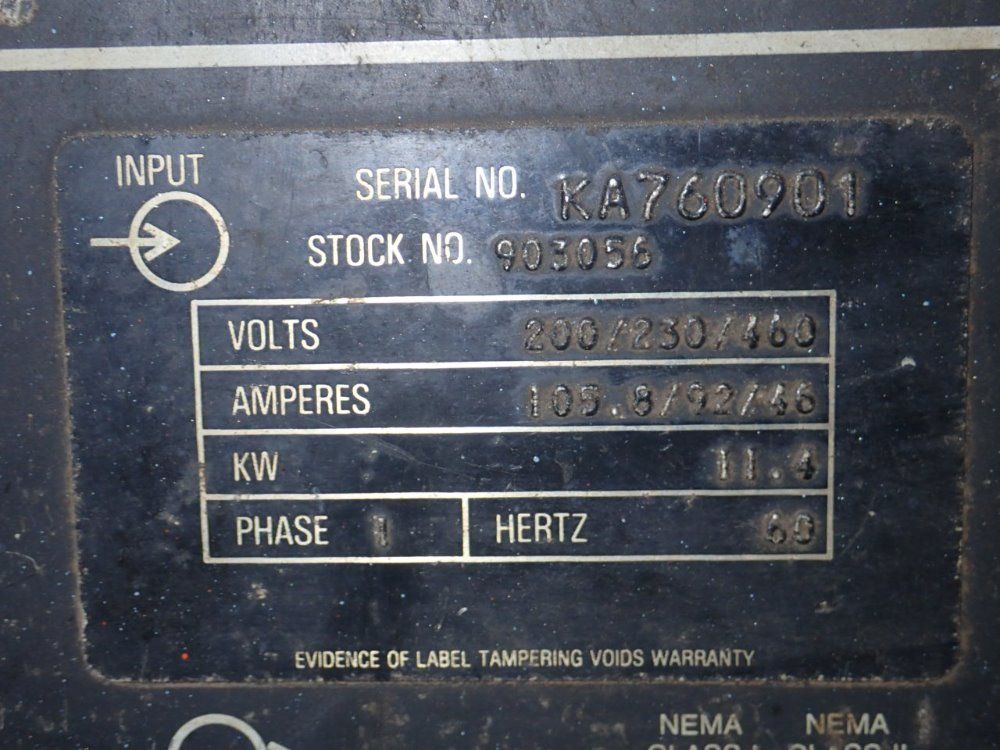 INPUT
SERIAL NO. KA760901
STOCK NO. 903056
VOLTS 200/230/460
AMPERES 105.8/92/46
KW 11.4
PHASE 1 HERTZ 60
EVIDENCE OF LABEL TAMPERING VOIDS WARRANTY
NEMA NEMA